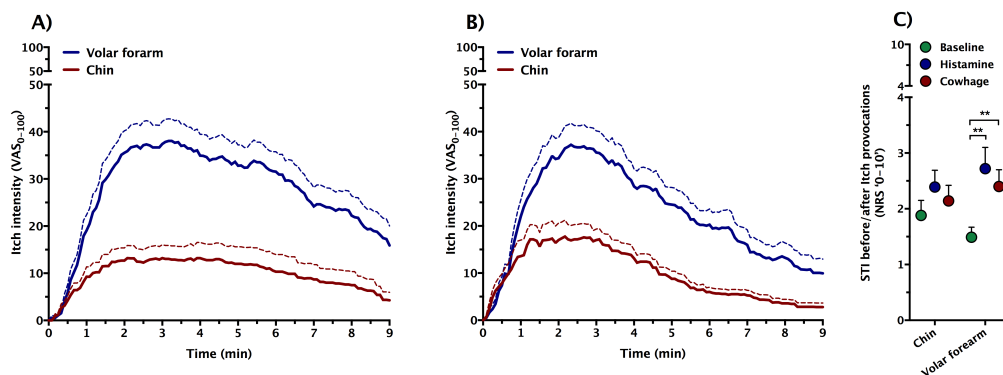 A)
Itch intensity (VAS0–100)
100
50
50
40
30
20
10
0
Volar forarm
Chin
0 1 2 3 4 5 6 7 8 9
Time (min)
B)
Itch intensity (VAS0–100)
100
50
50
40
30
20
10
0
Volar forarm
Chin
0 1 2 3 4 5 6 7 8 9
Time (min)
C)
STI before/after Itch provocations
(NRS '0–10')
10
4
4
3
2
1
0
Baseline
Histamine
Cowhage
**
**
Chin
Volar forearm